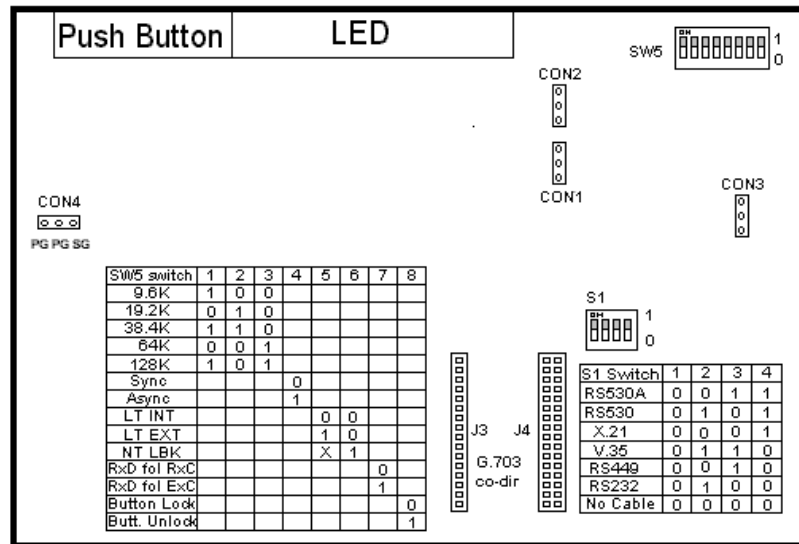 Push Button LED
SW5 ON 1
0
CON2
CON1
CON3
CON4
PG PG SG
SW5 switch 1 2 3 4 5 6 7 8
9.6K 1 0 0
19.2K 0 1 0
38.4K 1 1 0
64K 0 0 1
128K 1 0 1
Sync 0
Async 1
LT INT 0 0
LT EXT 1 0
NT LBK X 1
RxD fol RxC 0
RxD fol ExC 1
Button Lock 0
Butt. Unlock 1
J3 J4
G.703
co-dir
S1
ON 1
0
S1 Switch 1 2 3 4
RS530A 0 0 1 1
RS530 0 1 0 1
X.21 0 0 0 1
V.35 0 1 1 0
RS449 0 0 1 0
RS232 0 1 0 0
No Cable 0 0 0 0